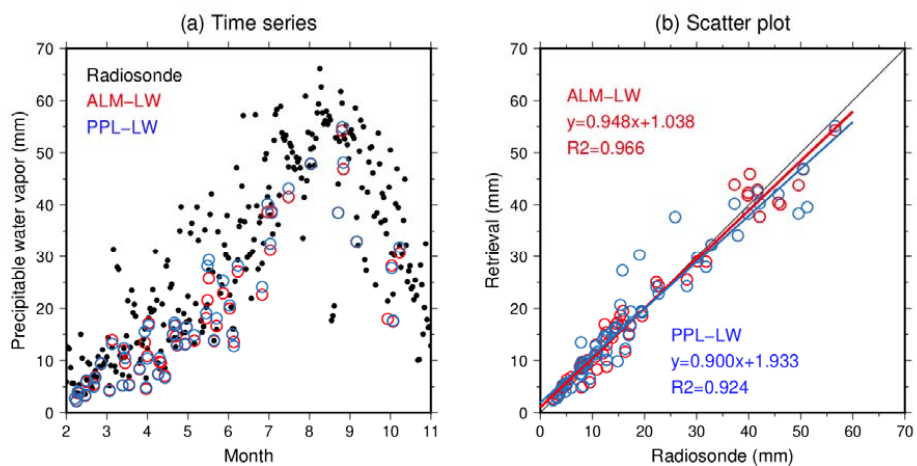 (a) Time series
Precipitable water vapor (mm)
70
60
50
40
30
20
10
0
Radiosonde
ALM-LW
PPL-LW
2 3 4 5 6 7 8 9 10 11
Month
(b) Scatter plot
Retrieval (mm)
70
60
50
40
30
20
10
0
ALM-LW
y=0.948x+1.038
R2=0.966
PPL-LW
y=0.900x+1.933
R2=0.924
0 10 20 30 40 50 60 70
Radiosonde (mm)